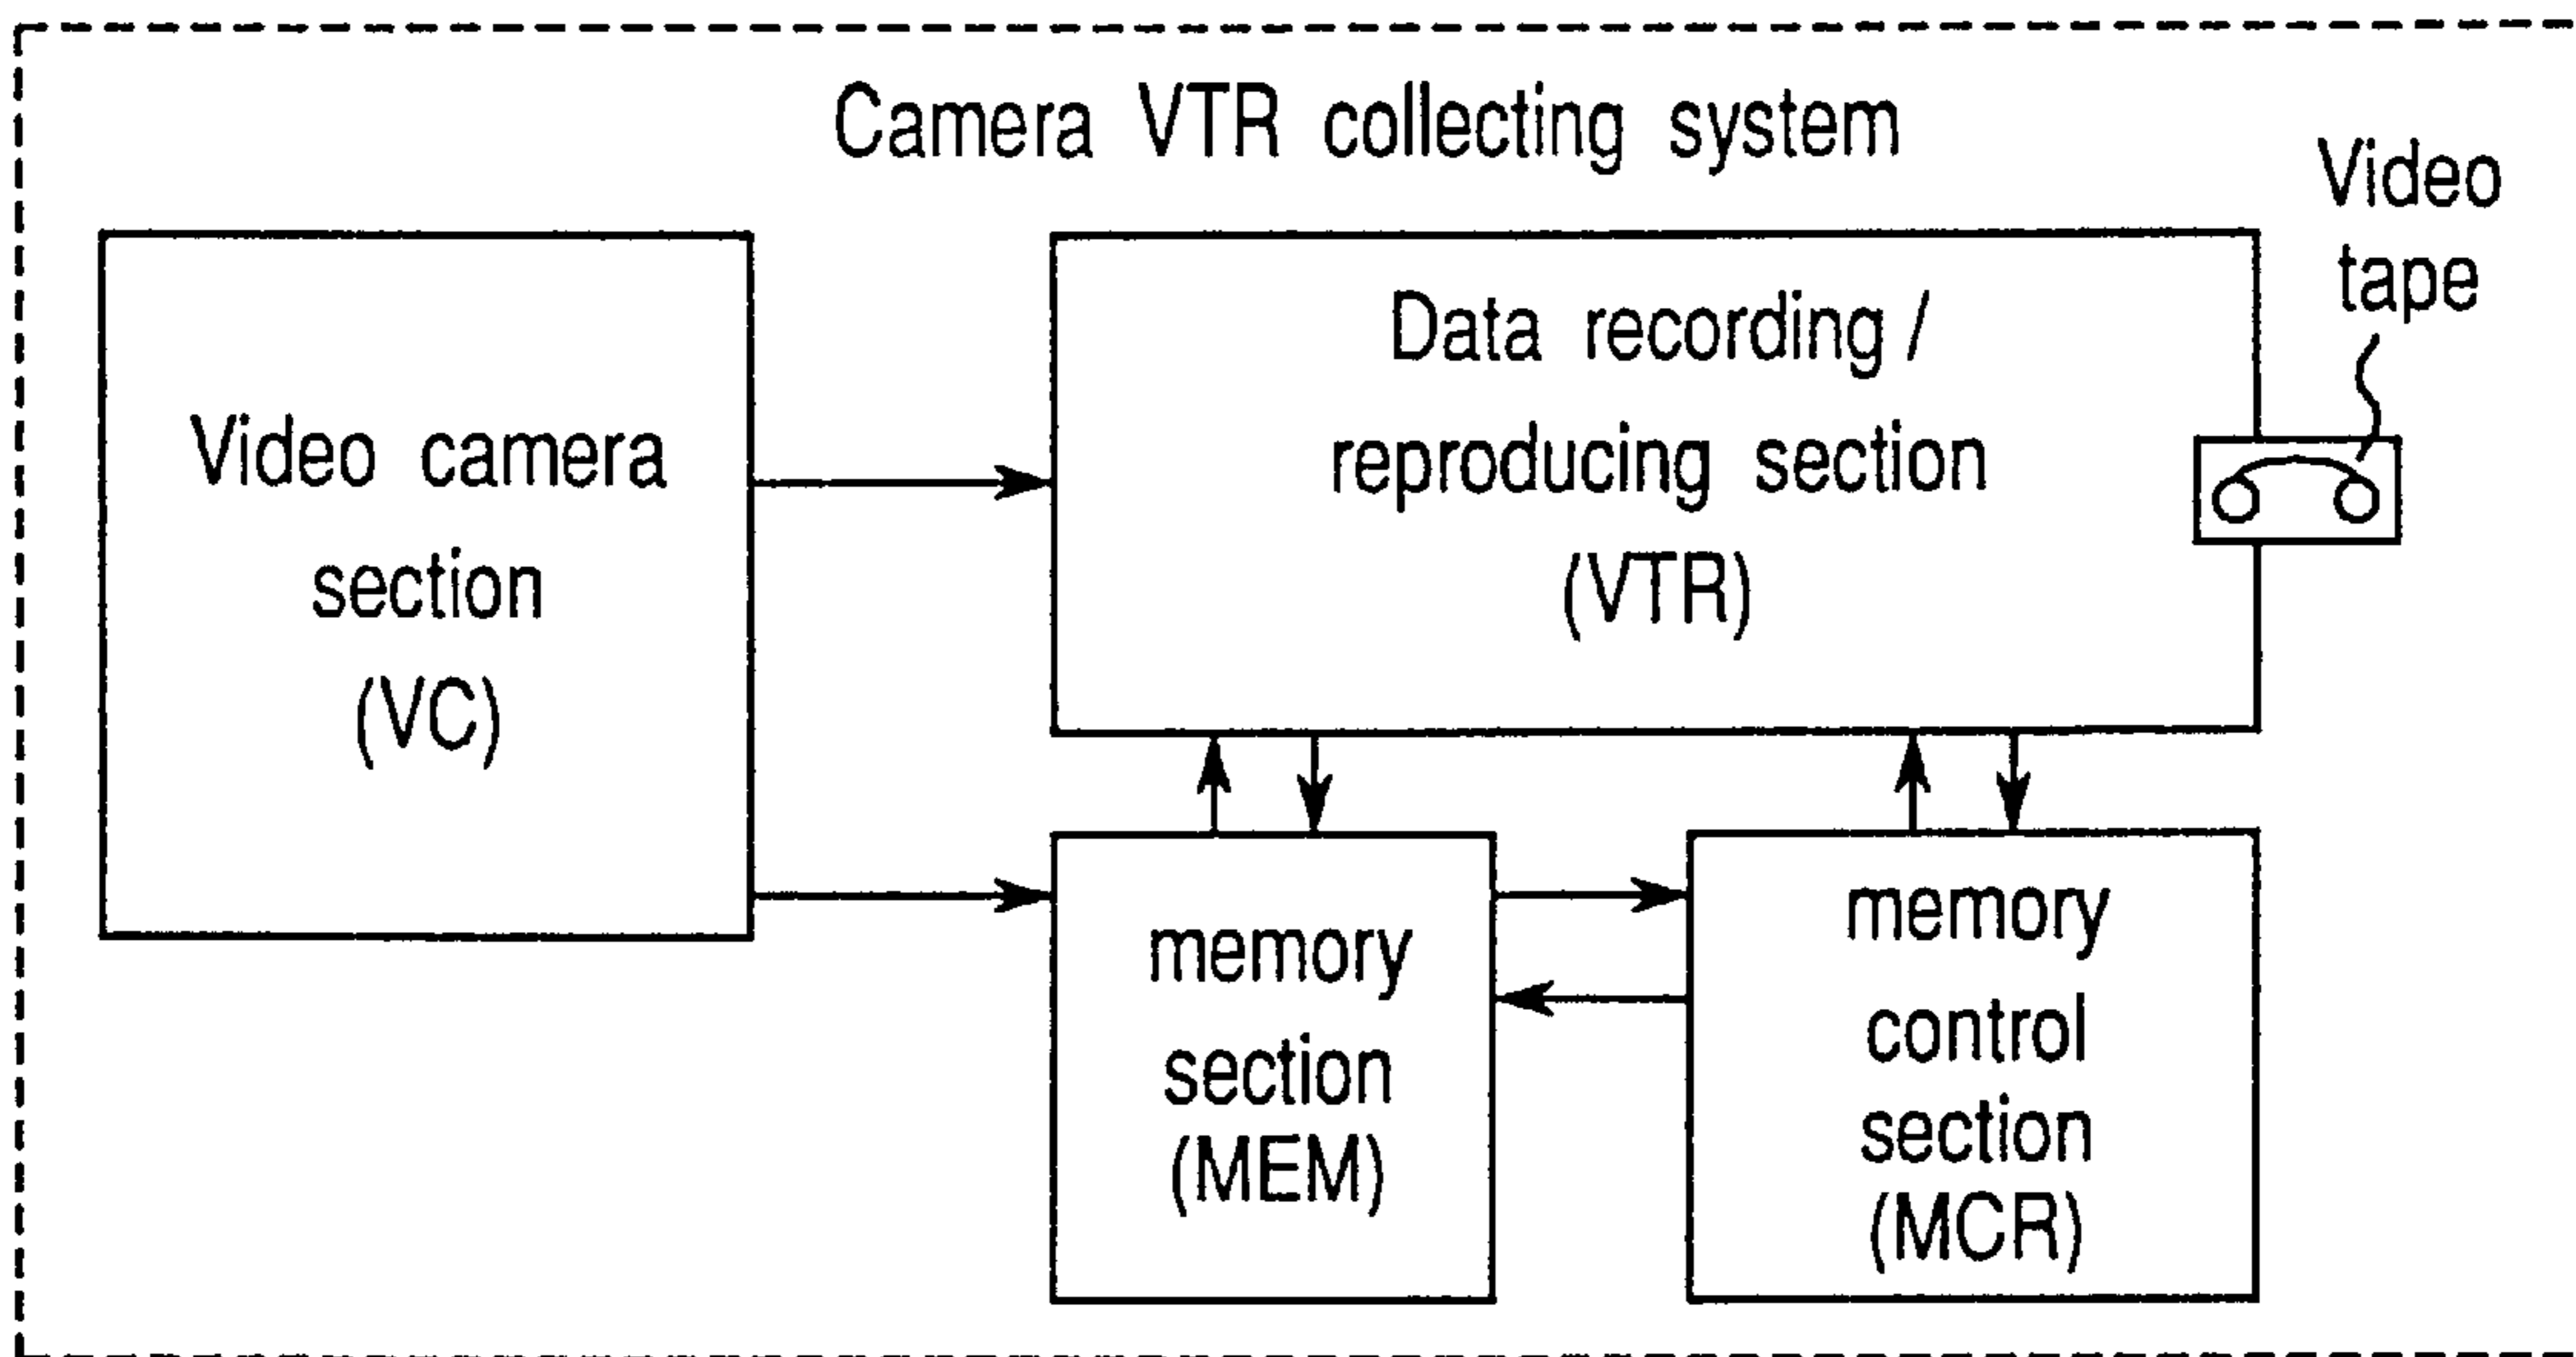 Camera VTR collecting system
Video
tape
Video camera
section
(VC)
Data recording /
reproducing section
(VTR)
memory
section
(MEM)
memory
control
section
(MCR)